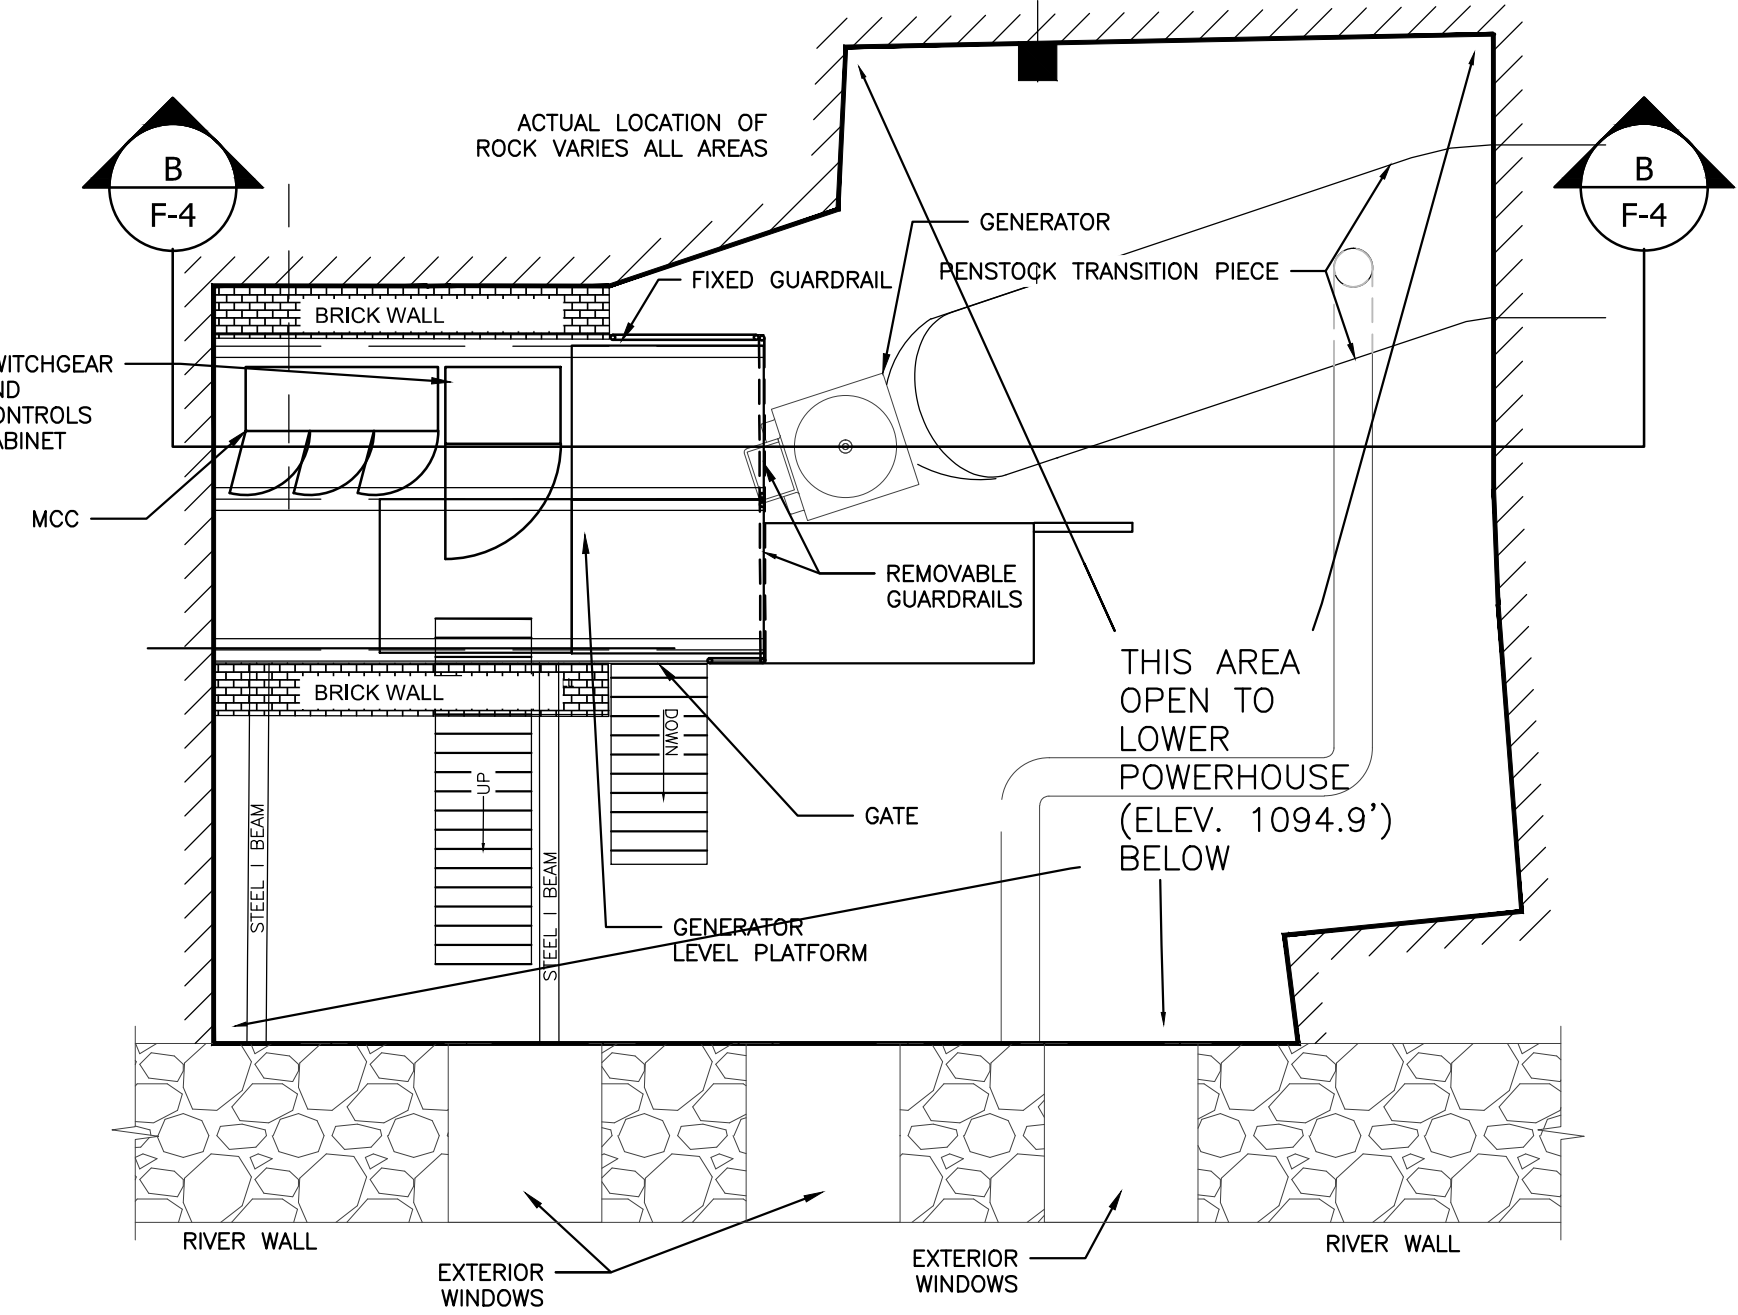 ACTUAL LOCATION OF
ROCK VARIES ALL AREAS
B
F-4
B
F-4
GENERATOR
PENSTOCK TRANSITION PIECE
FIXED GUARDRAIL
BRICK WALL
WITCHGEAR
ND
ONTROLS
ABINET
MCC
REMOVABLE
GUARDRAILS
THIS AREA
OPEN TO
LOWER
POWERHOUSE
(ELEV. 1094.9')
BELOW
BRICK WALL
DOWN
UP
GATE
STEEL I BEAM
STEEL I BEAM
GENERATOR
LEVEL PLATFORM
RIVER WALL
RIVER WALL
EXTERIOR
WINDOWS
EXTERIOR
WINDOWS